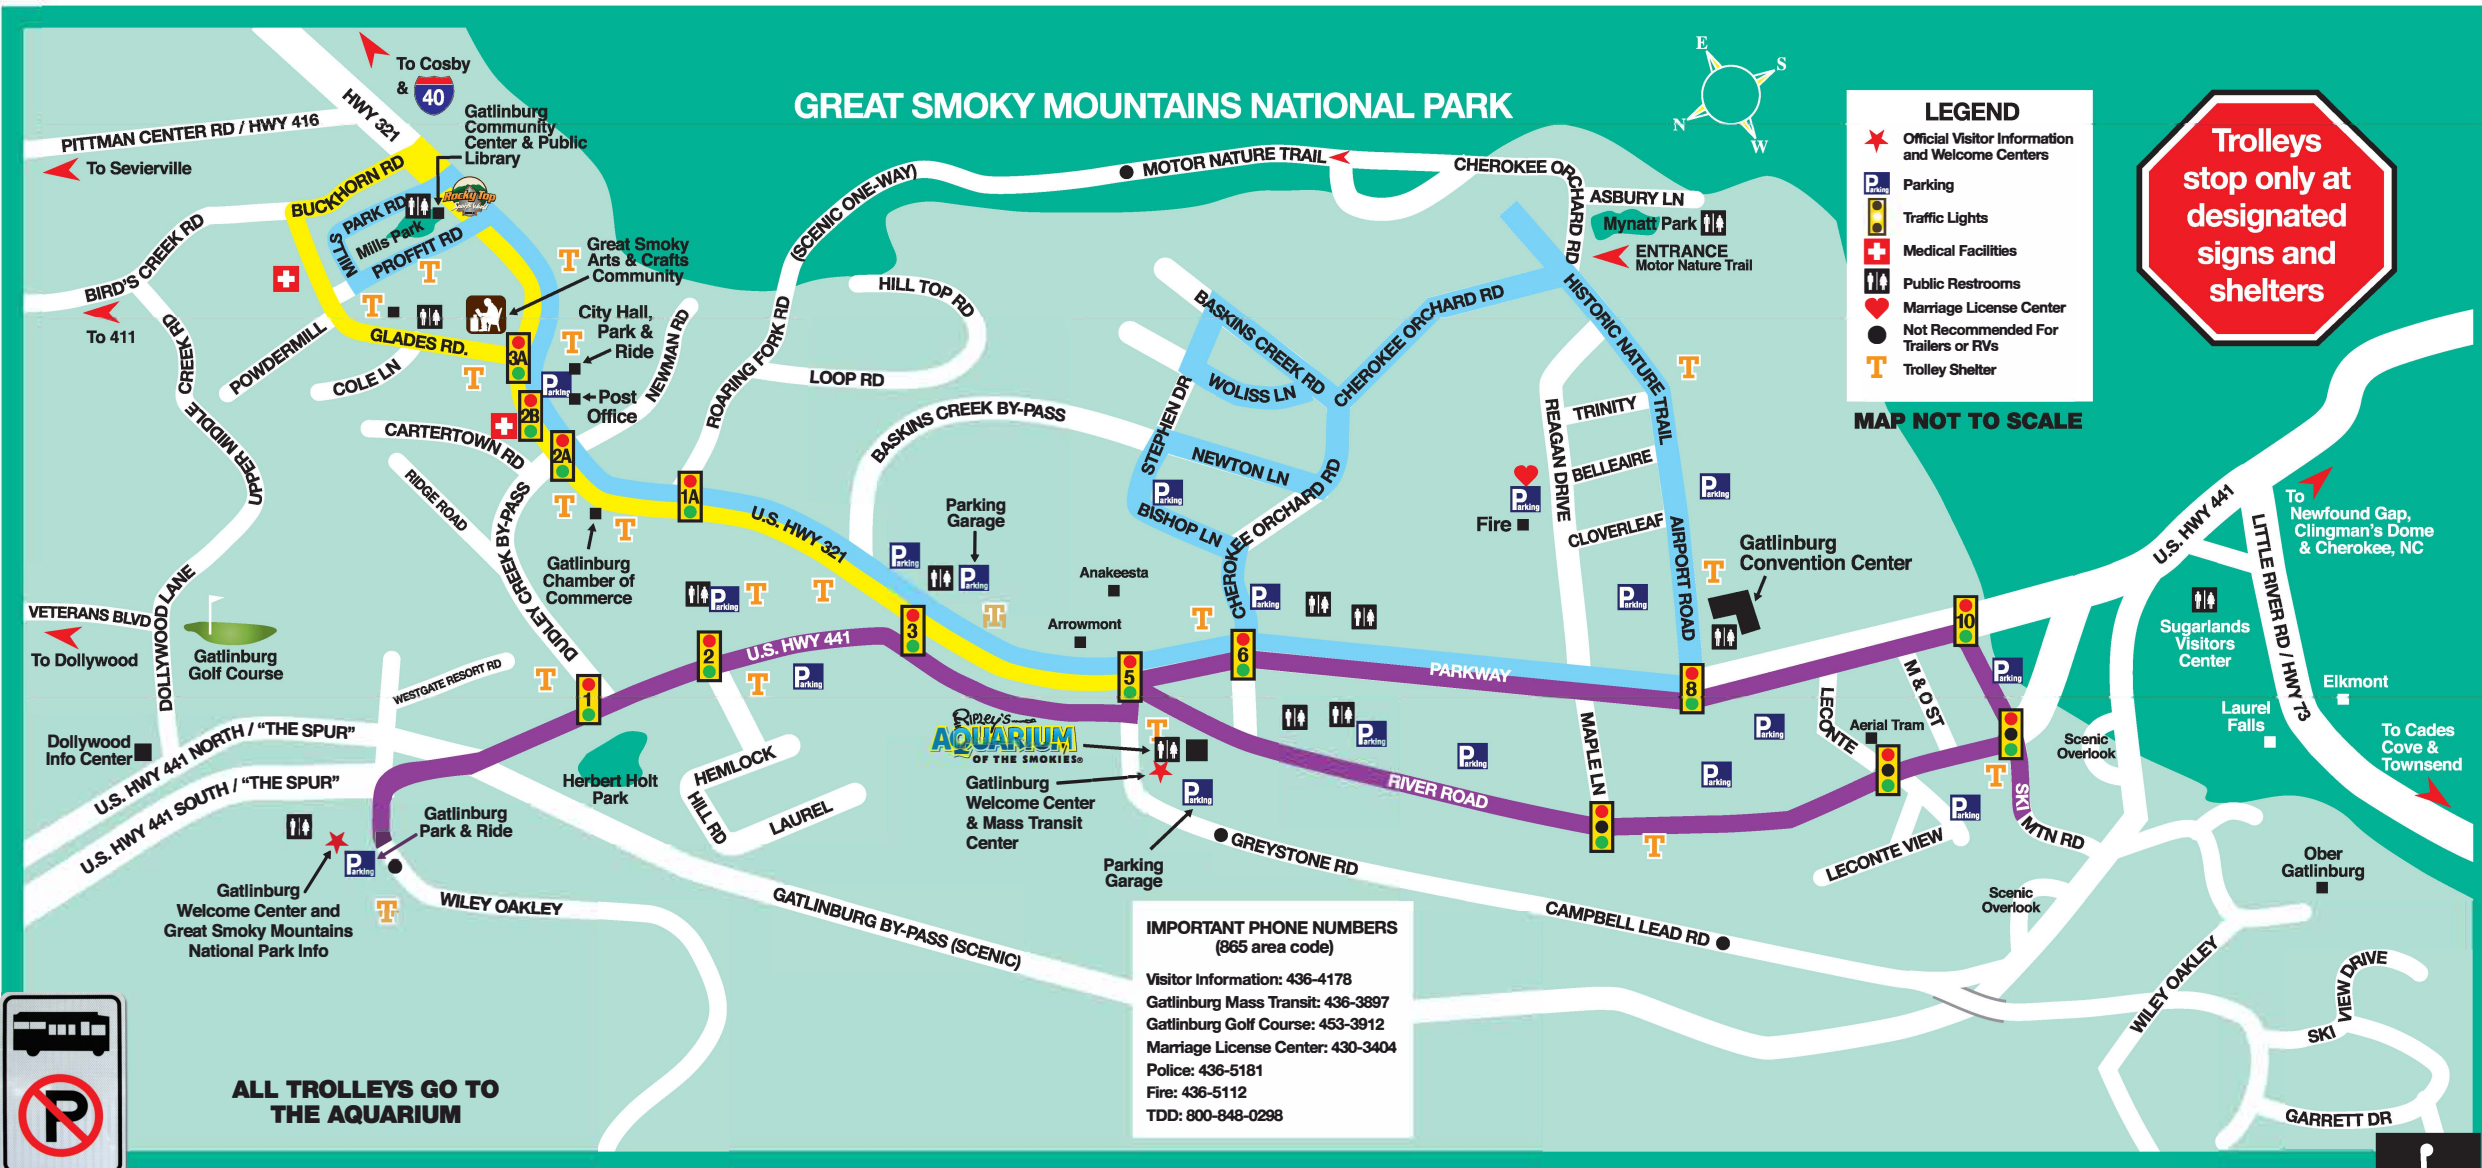 GREAT SMOKY MOUNTAINS NATIONAL PARK
E
S
N
W
LEGEND
Official Visitor Information
and Welcome Centers
Parking
Parking
Traffic Lights
Medical Facilities
Public Restrooms
Marriage License Center
Not Recommended For
Trailers or RVs
T
Trolley Shelter
MAP NOT TO SCALE
Trolleys
stop only at
designated
signs and
shelters
To Cosby
&
40
HWY 321
PITTMAN CENTER RD / HWY 416
To Sevierville
Gatlinburg
Community
Center & Public
Library
BUCKHORN RD
PARK RD
Mills Park
MILLS
PROFFIT RD
Rocky Top
BIRD'S CREEK RD
To 411
Great Smoky
Arts & Crafts
Community
City Hall,
Park &
Ride
Post
Office
GLADES RD.
3A
2B
2A
1A
POWDERMILL
COLE LN
NEWMAN RD
CARTERTOWN RD
RIDGE ROAD
UPPER MIDDLE CREEK RD
DUDLEY CREEK BY-PASS
Gatlinburg
Chamber of
Commerce
ROARING FORK RD
(SCENIC ONE-WAY)
MOTOR NATURE TRAIL
CHEROKEE ORCHARD RD
ASBURY LN
Mynatt Park
ENTRANCE
Motor Nature Trail
HILL TOP RD
LOOP RD
BASKINS CREEK BY-PASS
BASKINS CREEK RD
WOLISS LN
STEPHEN DR
NEWTON LN
BISHOP LN
CHEROKEE ORCHARD RD
CHEROKEE ORCHARD RD
HISTORIC NATURE TRAIL
AIRPORT ROAD
REAGAN DRIVE
TRINITY
BELLEAIRE
CLOVERLEAF
Fire
Gatlinburg
Convention Center
U.S. HWY 321
Parking
Garage
Anakeesta
Arrowmont
VETERANS BLVD
To Dollywood
DOLLYWOOD LANE
Gatlinburg
Golf Course
WESTGATE RESORT RD
1
2
3
5
6
8
10
U.S. HWY 441
PARKWAY
RIVER ROAD
MAPLE LN
Ripley's
AQUARIUM
OF THE SMOKIES
Gatlinburg
Welcome Center
& Mass Transit
Center
Parking
Garage
GREYSTONE RD
CAMPBELL LEAD RD
Herbert Holt
Park
HEMLOCK
HILL RD
LAUREL
Dollywood
Info Center
U.S. HWY 441 NORTH / "THE SPUR"
U.S. HWY 441 SOUTH / "THE SPUR"
Gatlinburg
Park & Ride
Gatlinburg
Welcome Center and
Great Smoky Mountains
National Park Info
WILEY OAKLEY
GATLINBURG BY-PASS (SCENIC)
LECONTE
M & O ST
Aerial Tram
LECONTE VIEW
SKI MTN RD
Scenic
Overlook
Scenic
Overlook
U.S. HWY 441
LITTLE RIVER RD / HWY 73
To
Newfound Gap,
Clingman's Dome
& Cherokee, NC
Sugarlands
Visitors
Center
Elkmont
Laurel
Falls
To Cades
Cove &
Townsend
Ober
Gatlinburg
WILEY OAKLEY
SKI VIEW DRIVE
GARRETT DR
IMPORTANT PHONE NUMBERS
(865 area code)
Visitor Information: 436-4178
Gatlinburg Mass Transit: 436-3897
Gatlinburg Golf Course: 453-3912
Marriage License Center: 430-3404
Police: 436-5181
Fire: 436-5112
TDD: 800-848-0298
ALL TROLLEYS GO TO
THE AQUARIUM
P